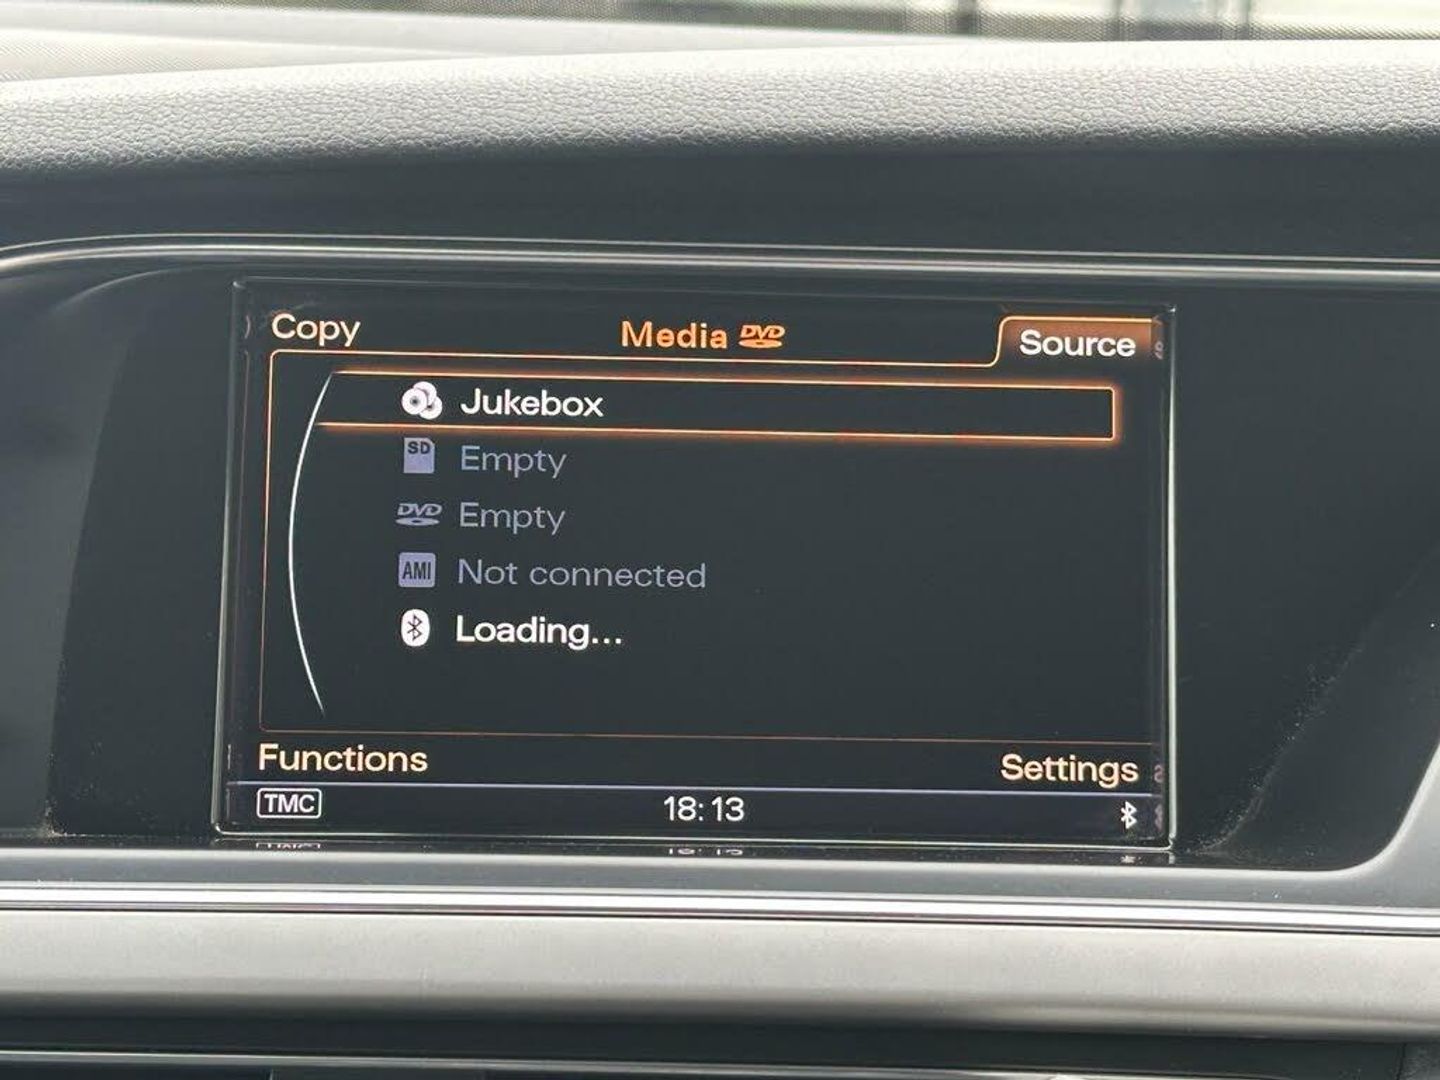 Copy
Media DVD
Source
Jukebox
SD Empty
DVD Empty
AMI Not connected
Loading...
Functions
Settings
TMC
18:13